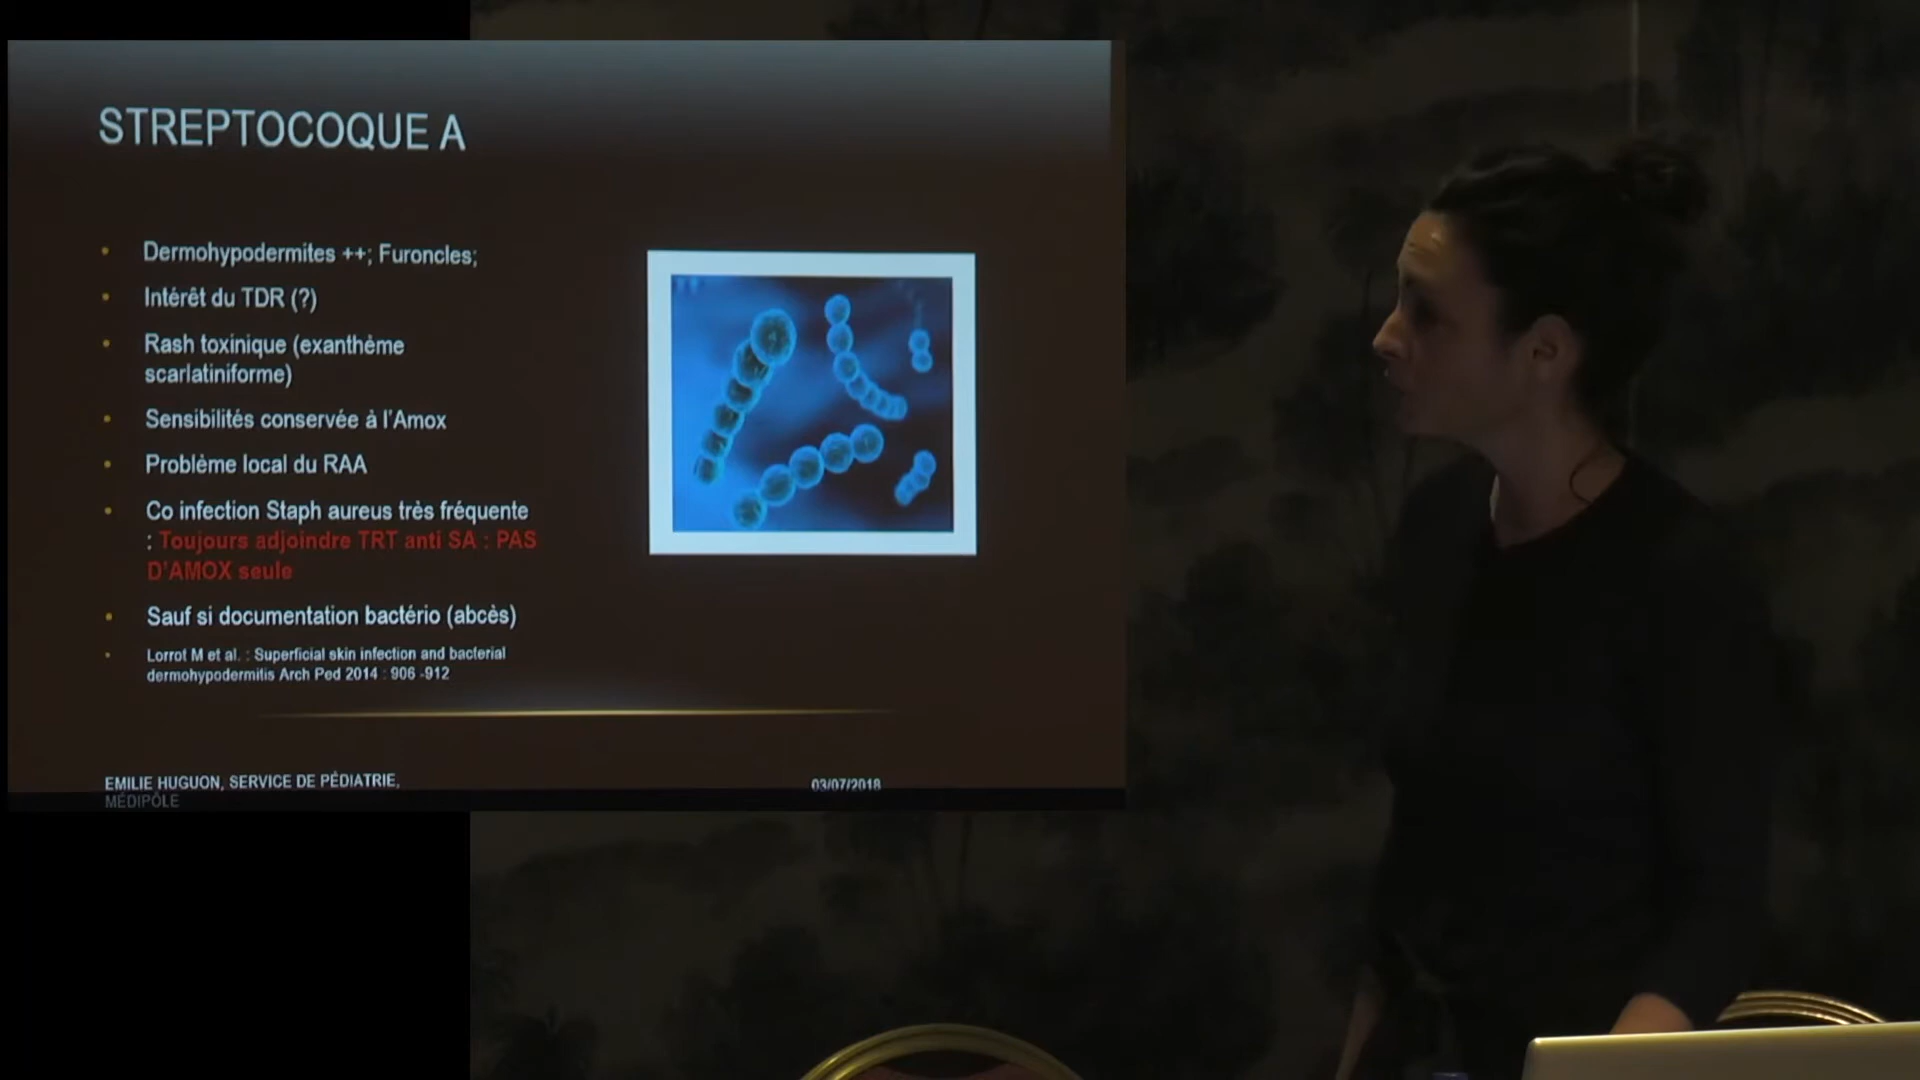 STREPTOCOQUE A
Dermohypodermites ++; Furoncles;
Intérêt du TDR (?)
Rash toxinique (exanthème
scarlatiniforme)
Sensibilités conservée à l'Amox
Problème local du RAA
Co infection Staph aureus très fréquente
: Toujours adjoindre TRT anti SA : PAS
D'AMOX seule
Sauf si documentation bactério (abcès)
Lorrot M et al. : Superficial skin infection and bacterial
dermohypodermitis Arch Ped 2014 : 906 -912
EMILIE HUGUON, SERVICE DE PÉDIATRIE,
MÉDIPÔLE
03/07/2018